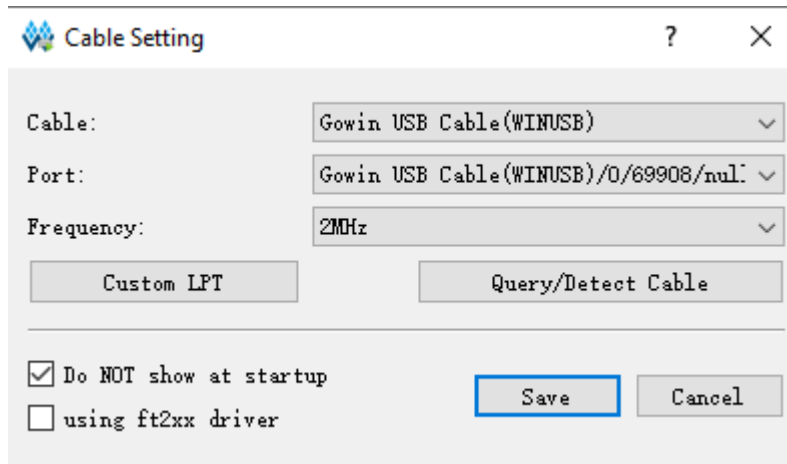 Cable Setting
?
Cable:
Gowin USB Cable(WINUSB)
Port:
Gowin USB Cable(WINUSB)/0/69908/null
Frequency:
2MHz
Custom LPT
Query/Detect Cable
Do NOT show at startup
using ft2xx driver
Save
Cancel